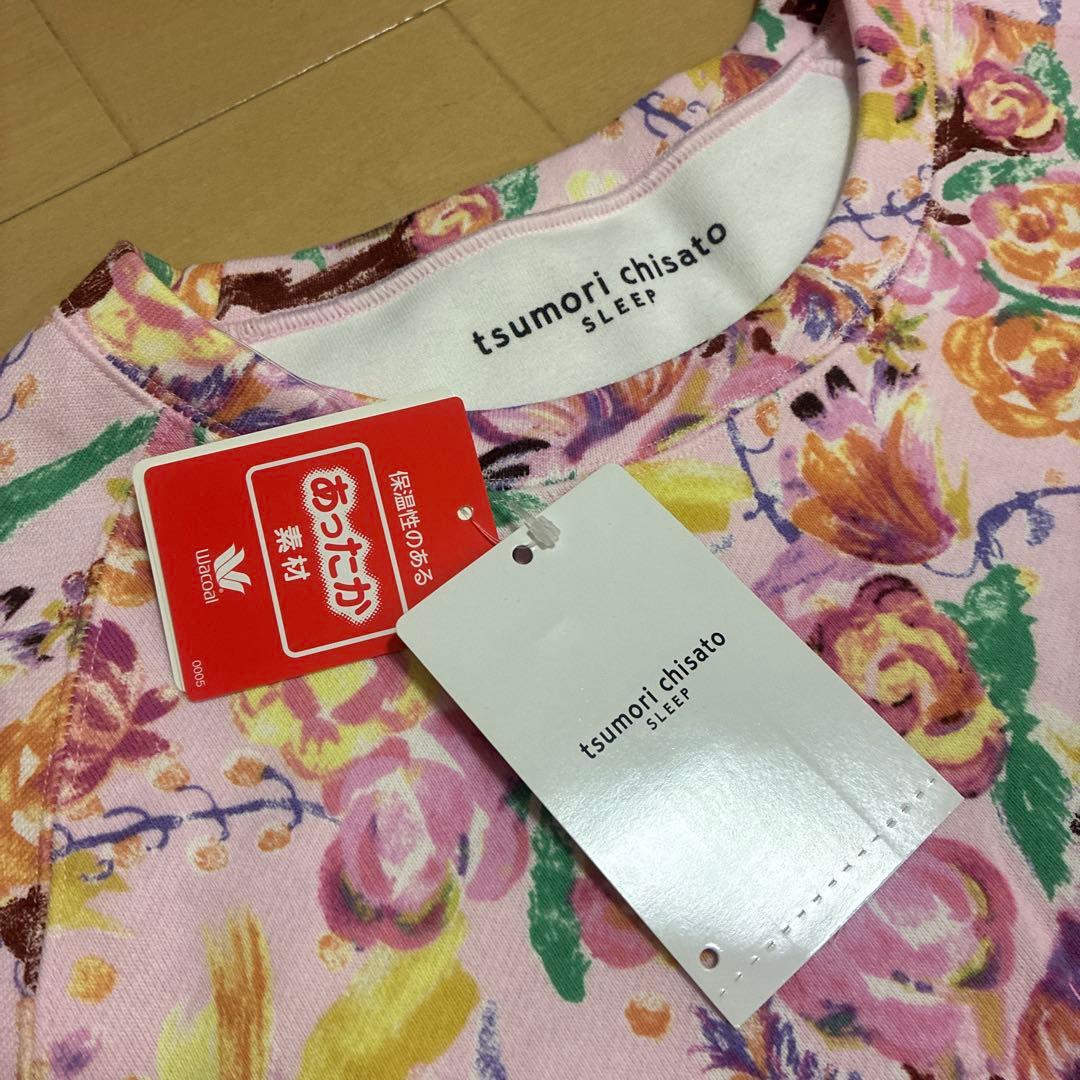 tsumori chisato
SLEEP
保温性のある
あったか
素材
wacoal
0005
tsumori chisato
SLEEP